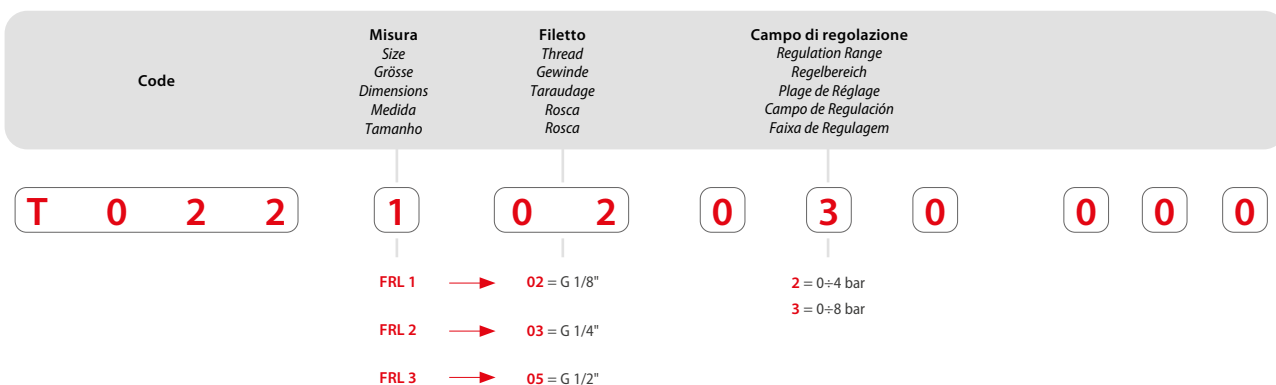 Code
Misura
Size
Grösse
Dimensions
Medida
Tamanho
Filetto
Thread
Gewinde
Taraudage
Rosca
Rosca
Campo di regolazione
Regulation Range
Regelbereich
Plage de Réglage
Campo de Regulación
Faixa de Regulagem
T 0 2 2 1 0 2 0 3 0 0 0 0
FRL 1 02 = G 1/8" 2 = 0÷4 bar
3 = 0÷8 bar
FRL 2 03 = G 1/4"
FRL 3 05 = G 1/2"